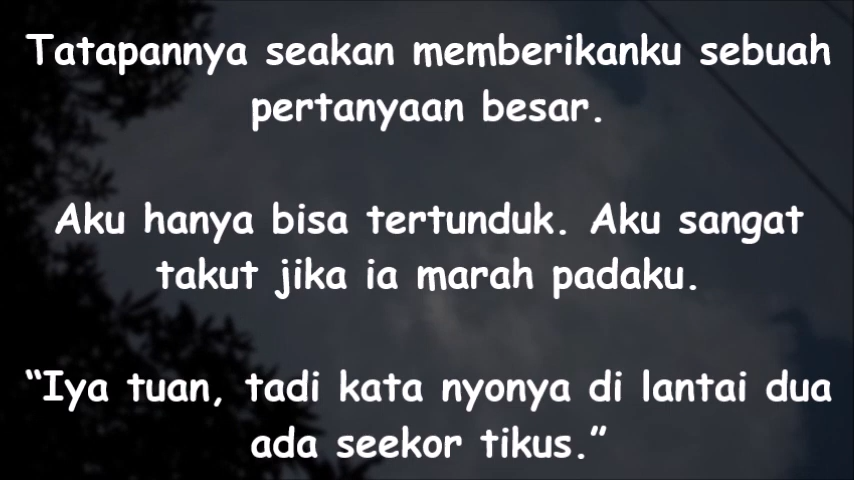 Tatapannya seakan memberikanku sebuah
pertanyaan besar.
Aku hanya bisa tertunduk. Aku sangat
takut jika ia marah padaku.
“Iya tuan, tadi kata nyonya di lantai dua
ada seekor tikus.”